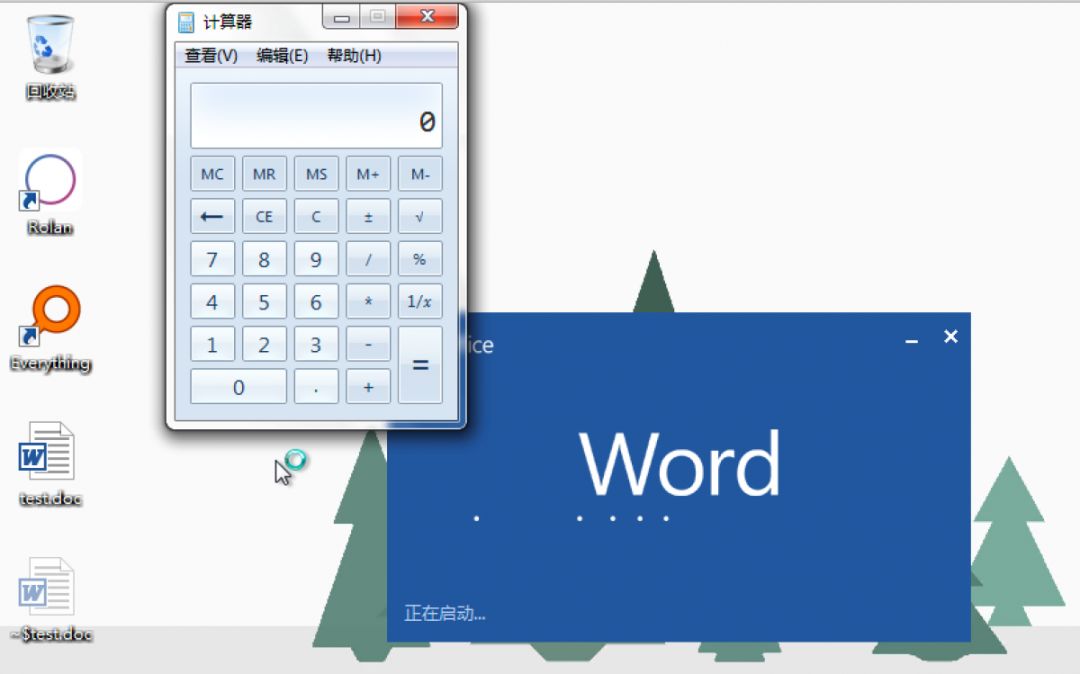 计算器
查看(V) 编辑(E) 帮助(H)
0
MC MR MS M+ M-
← CE C ± √
7 8 9 / %
4 5 6 * 1/x
1 2 3 - =
0 . +
回收站
Rolan
Everything
W
test.doc
W
~$test.doc
ice
Word
正在启动...